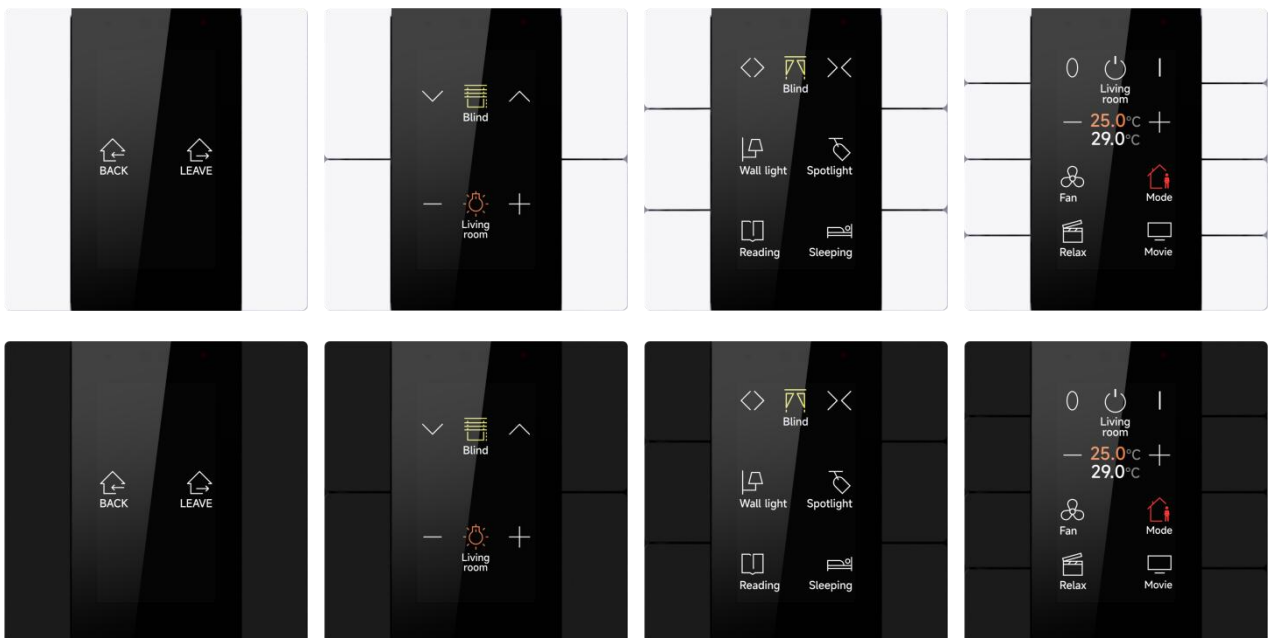 BACK LEAVE
Blind
Living
room
Blind
Wall light Spotlight
Reading Sleeping
Living
room
25.0°C
29.0°C
Fan Mode
Relax Movie
BACK LEAVE
Blind
Living
room
Blind
Wall light Spotlight
Reading Sleeping
Living
room
25.0°C
29.0°C
Fan Mode
Relax Movie